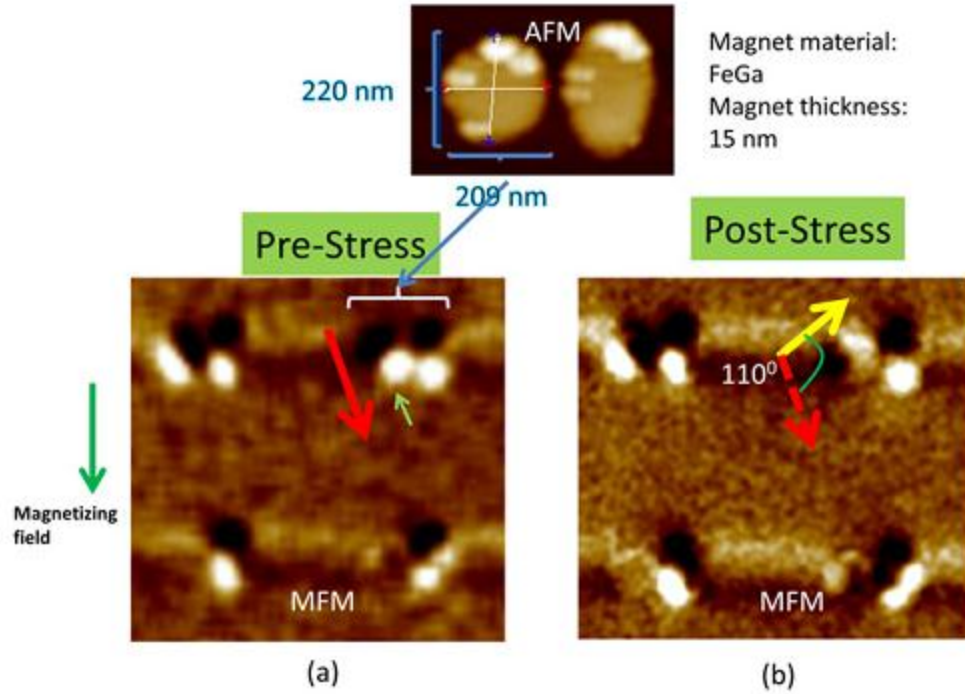 AFM
220 nm
209 nm
Magnet material:
FeGa
Magnet thickness:
15 nm
Pre-Stress
Post-Stress
110⁰
Magnetizing
field
MFM
MFM
(a)
(b)